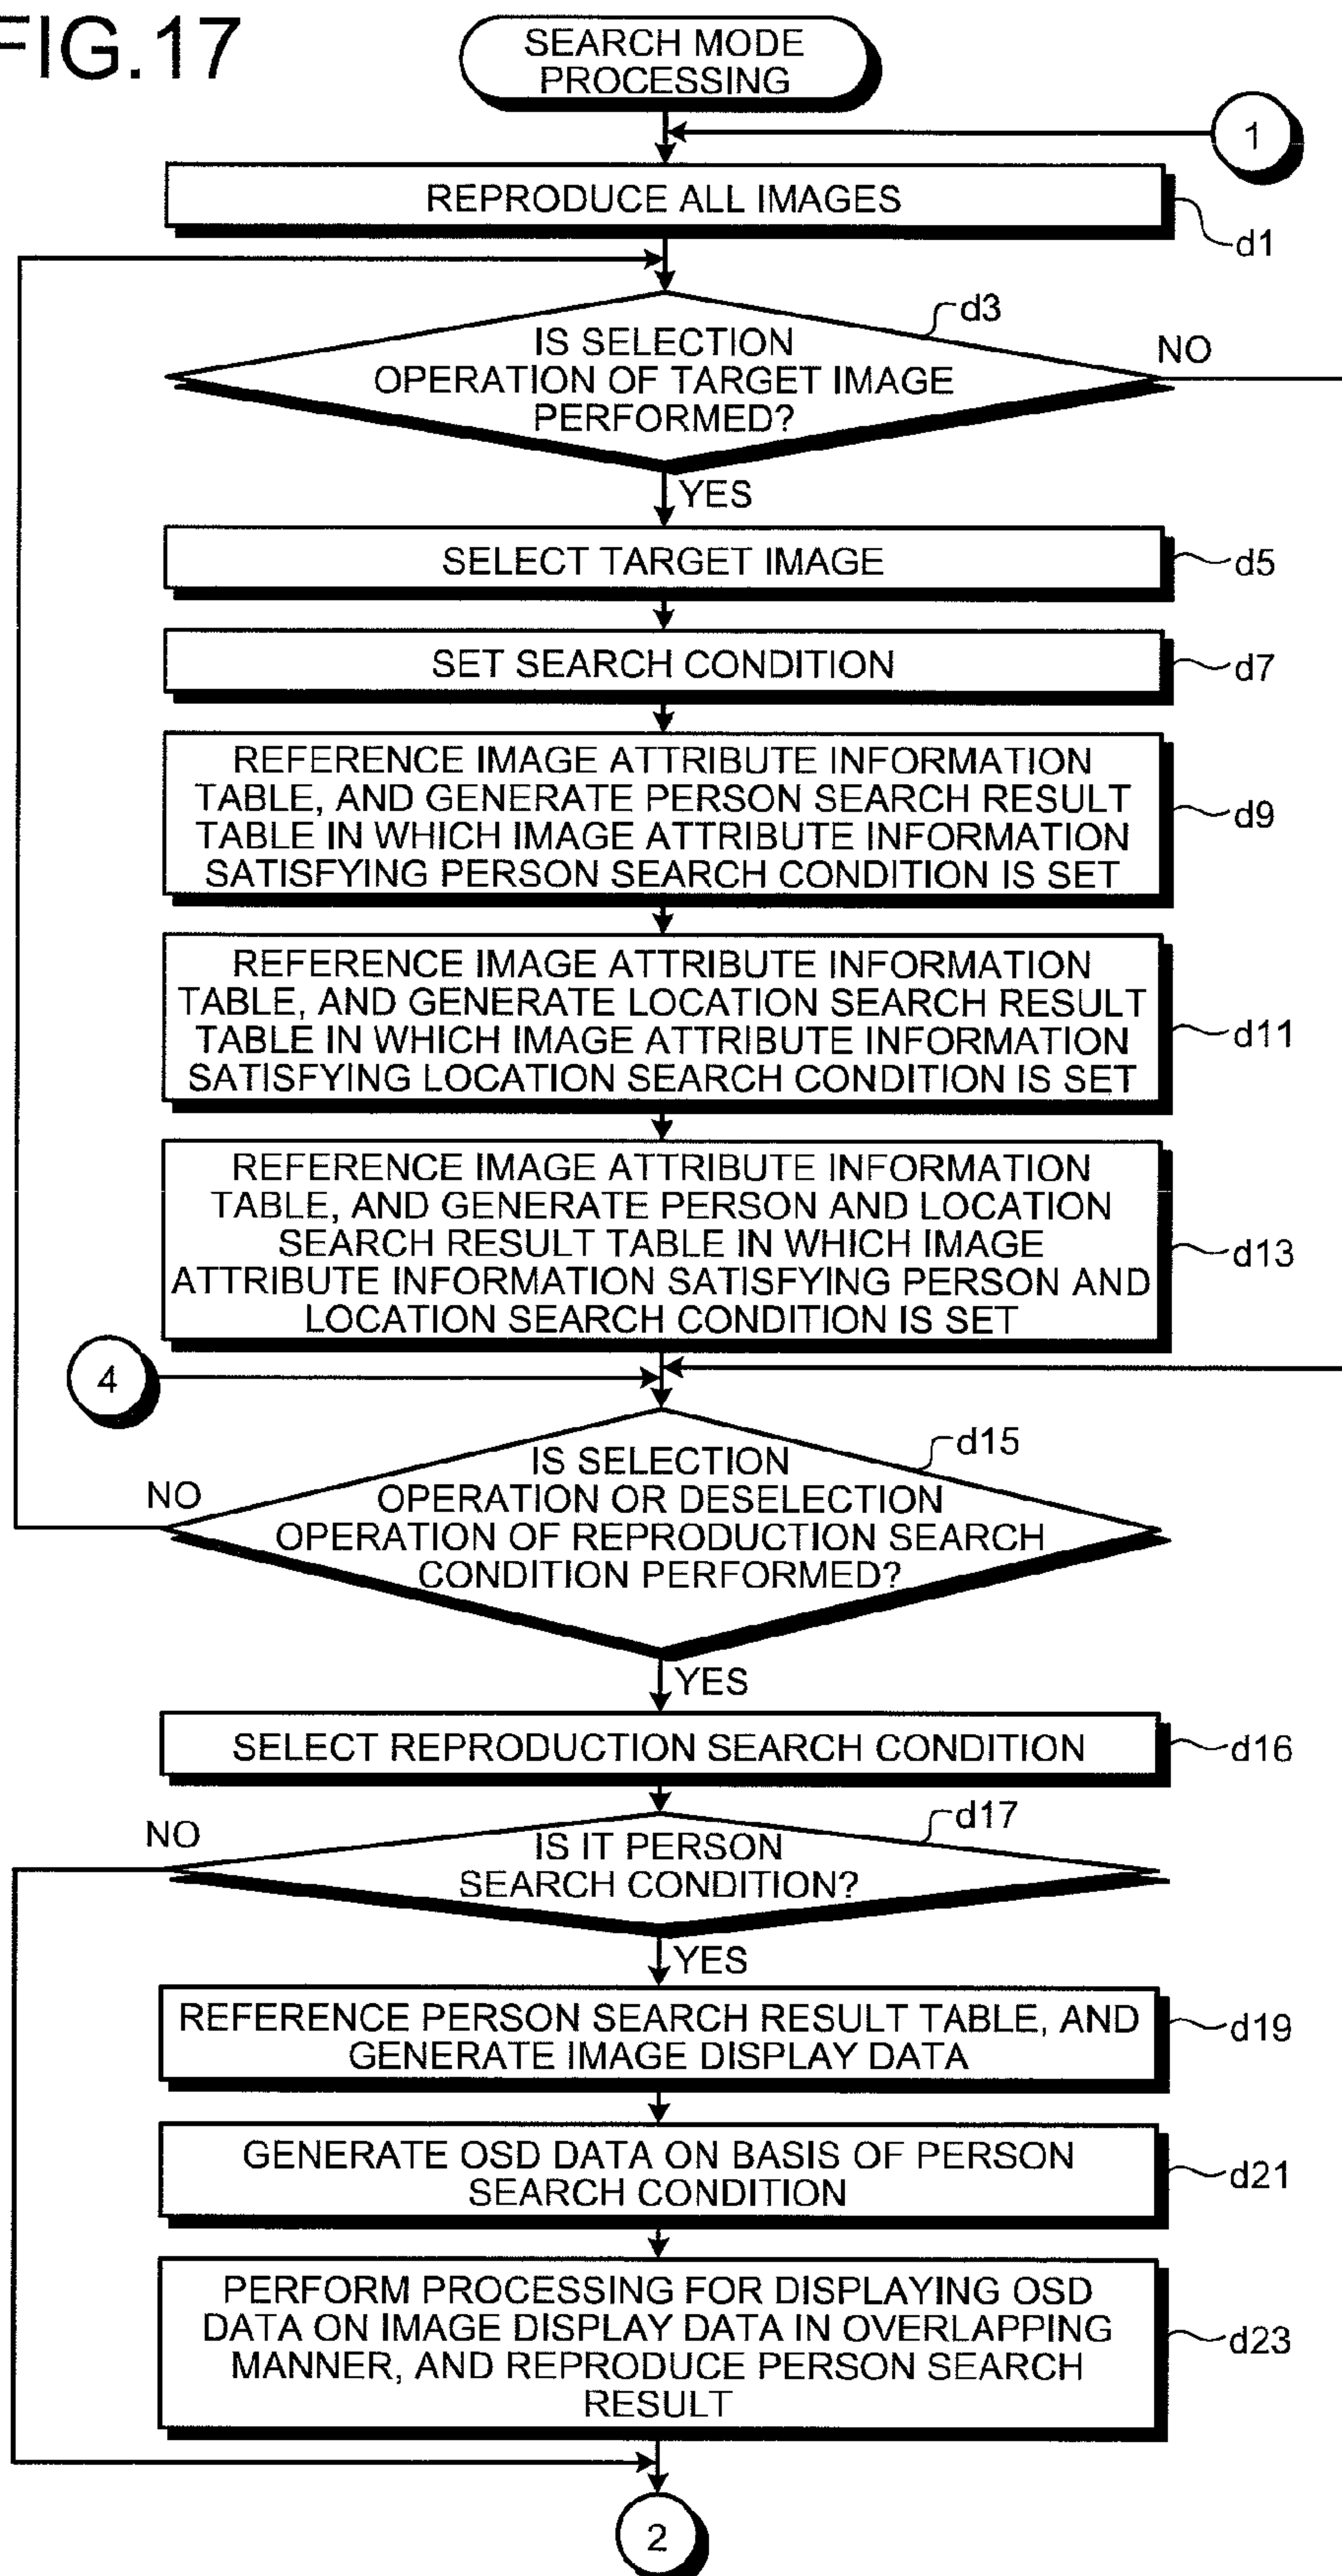 FIG.17
SEARCH MODE
PROCESSING
1
REPRODUCE ALL IMAGES
d1
d3
IS SELECTION
OPERATION OF TARGET IMAGE
PERFORMED?
NO
YES
SELECT TARGET IMAGE
d5
SET SEARCH CONDITION
d7
REFERENCE IMAGE ATTRIBUTE INFORMATION
TABLE, AND GENERATE PERSON SEARCH RESULT
TABLE IN WHICH IMAGE ATTRIBUTE INFORMATION
SATISFYING PERSON SEARCH CONDITION IS SET
d9
REFERENCE IMAGE ATTRIBUTE INFORMATION
TABLE, AND GENERATE LOCATION SEARCH RESULT
TABLE IN WHICH IMAGE ATTRIBUTE INFORMATION
SATISFYING LOCATION SEARCH CONDITION IS SET
d11
REFERENCE IMAGE ATTRIBUTE INFORMATION
TABLE, AND GENERATE PERSON AND LOCATION
SEARCH RESULT TABLE IN WHICH IMAGE
ATTRIBUTE INFORMATION SATISFYING PERSON AND
LOCATION SEARCH CONDITION IS SET
d13
4
d15
IS SELECTION
OPERATION OR DESELECTION
OPERATION OF REPRODUCTION SEARCH
CONDITION PERFORMED?
NO
YES
SELECT REPRODUCTION SEARCH CONDITION
d16
d17
NO
IS IT PERSON
SEARCH CONDITION?
YES
REFERENCE PERSON SEARCH RESULT TABLE, AND
GENERATE IMAGE DISPLAY DATA
d19
GENERATE OSD DATA ON BASIS OF PERSON
SEARCH CONDITION
d21
PERFORM PROCESSING FOR DISPLAYING OSD
DATA ON IMAGE DISPLAY DATA IN OVERLAPPING
MANNER, AND REPRODUCE PERSON SEARCH
RESULT
d23
2